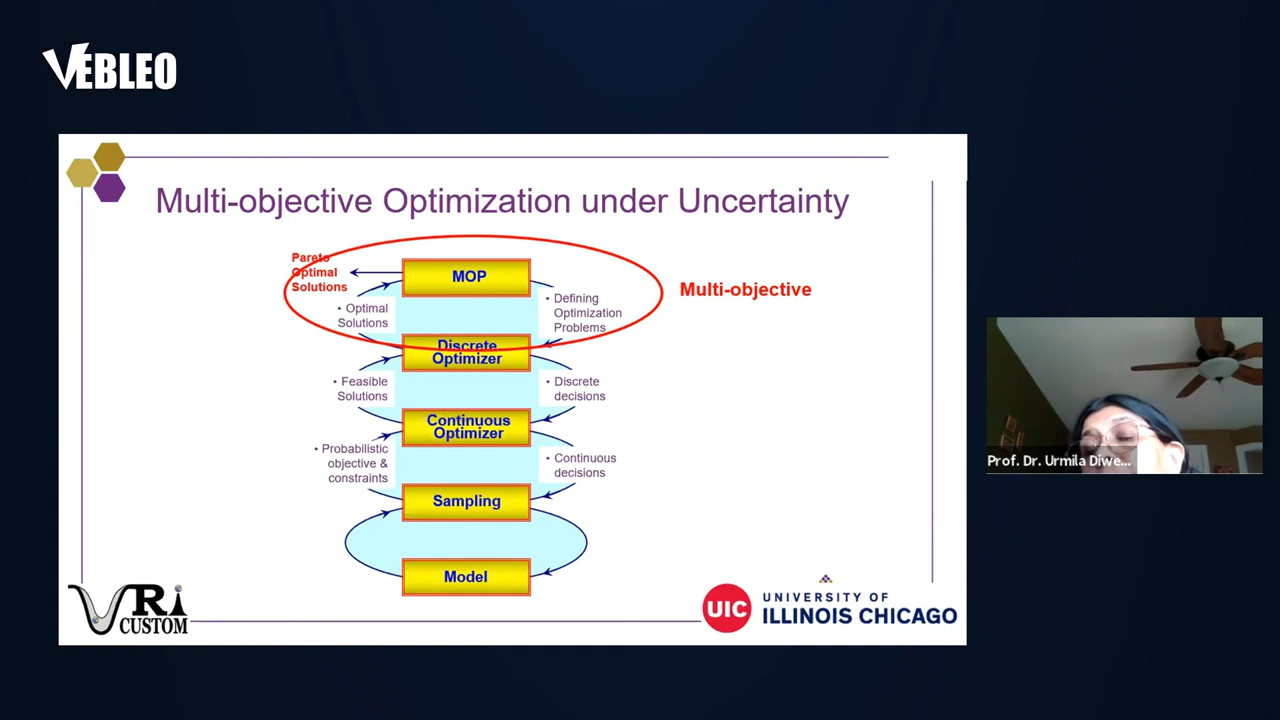 VEBLEO
Multi-objective Optimization under Uncertainty
Pareto
Optimal
Solutions
MOP
Multi-objective
• Optimal
Solutions
• Defining
Optimization
Problems
Discrete
Optimizer
• Feasible
Solutions
• Discrete
decisions
Continuous
Optimizer
• Probabilistic
objective &
constraints
• Continuous
decisions
Sampling
Model
VRi
CUSTOM
UIC
UNIVERSITY OF
ILLINOIS CHICAGO
Prof. Dr. Urmila Diwe...